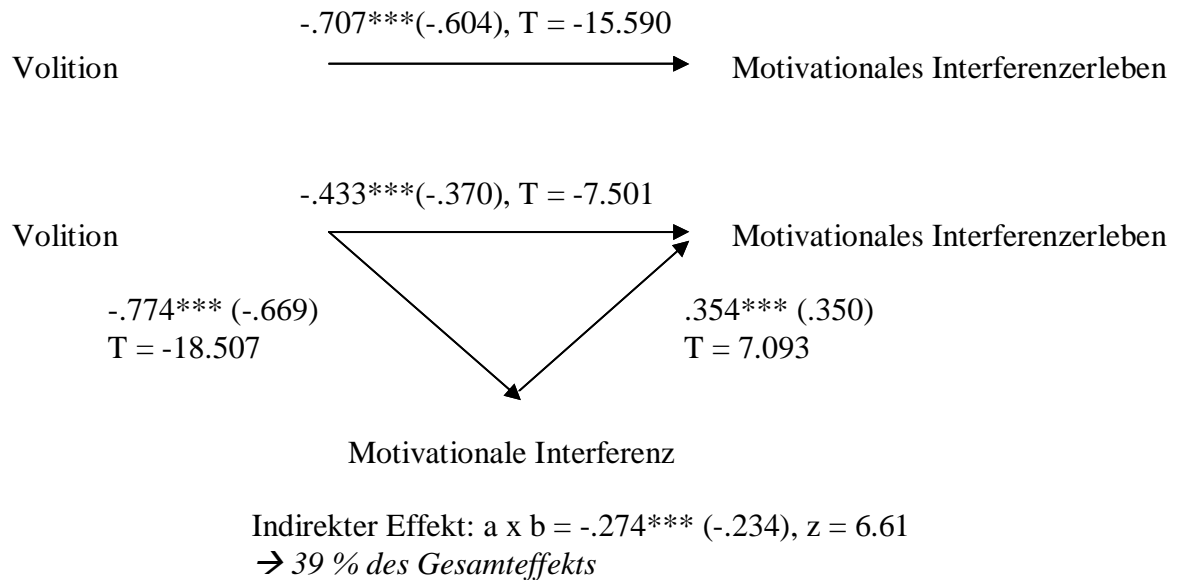 -.707***(-.604), T = -15.590
Volition Motivationales Interferenzerleben
-.433***(-.370), T = -7.501
Volition Motivationales Interferenzerleben
-.774*** (-.669) .354*** (.350)
T = -18.507 T = 7.093
Motivationale Interferenz
Indirekter Effekt: a x b = -.274*** (-.234), z = 6.61
→ 39 % des Gesamteffekts